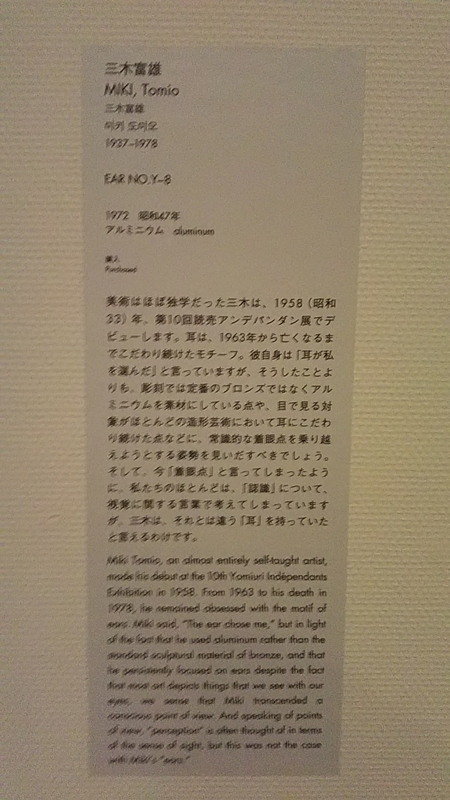 三木富雄
MIKI, Tomio
三木富雄
미키 도미오
1937–1978
EAR NO.Y–8
1972　昭和47年
アルミニウム　aluminum
購入
Purchased
美術はほぼ独学だった三木は、1958（昭和
33）年、第10回読売アンデパンダン展でデ
ビューします。耳は、1963年から亡くなるま
でこだわり続けたモチーフ。彼自身は「耳が私
を選んだ」と言っていますが、そうしたことよ
りも、彫刻では定番のブロンズではなくアル
ミニウムを素材にしている点や、目で見る対
象がほとんどの造形芸術において耳にこだわ
り続けた点などに、常識的な着眼点を乗り越
えようとする姿勢を見いだすべきでしょう。
そして、今「着眼点」と言ってしまったよう
に、私たちのほとんどは、「認識」について、
視覚に関する言葉で考えてしまっています
が、三木は、それとは違う「耳」を持っていた
と言えるわけです。
Miki Tomio, an almost entirely self-taught artist,
made his debut at the 10th Yomiuri Indépendants
Exhibition in 1958. From 1963 to his death in
1978, he remained obsessed with the motif of
ears. Miki said, "The ear chose me," but in light
of the fact that he used aluminum rather than the
standard sculptural material of bronze, and that
he persistently focused on ears despite the fact
that most art depicts things that we see with our
eyes, we sense that Miki transcended a
conscious point of view. And speaking of points
of view, "perception" is often thought of in terms
of the sense of sight, but this was not the case
with Miki's "ears."